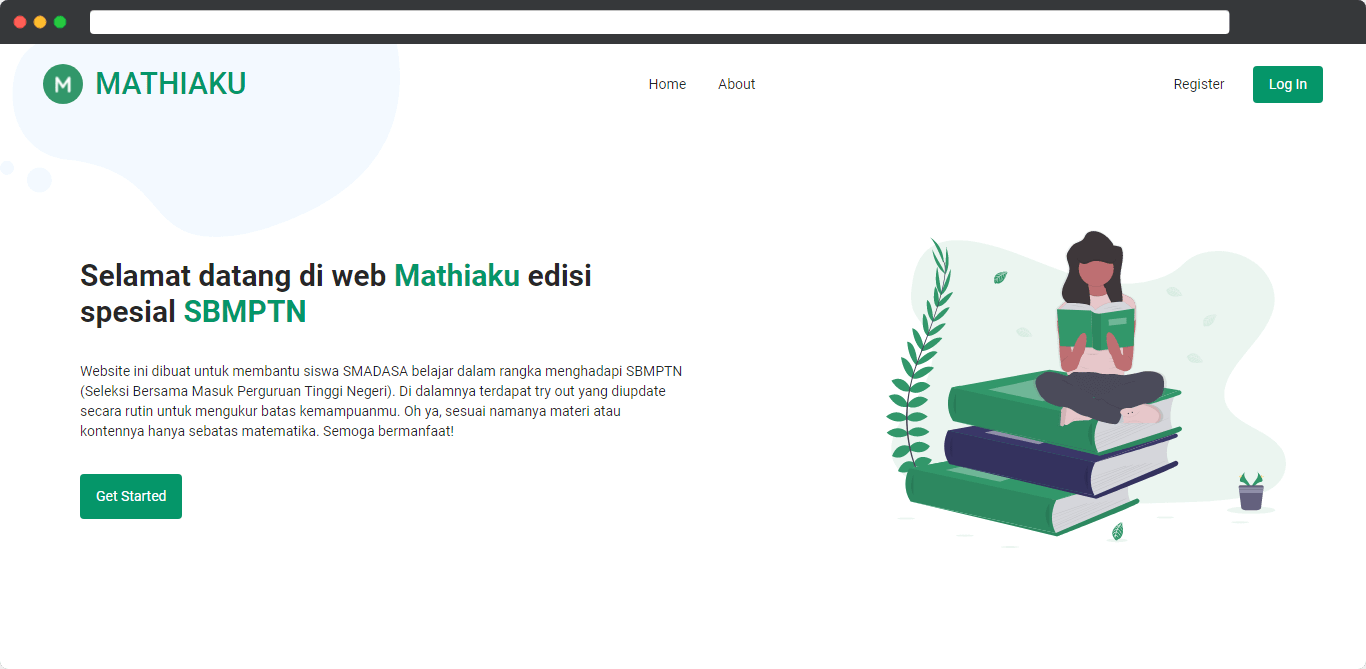 M MATHIAKU
Home About
Register Log In
Selamat datang di web Mathiaku edisi
spesial SBMPTN
Website ini dibuat untuk membantu siswa SMADASA belajar dalam rangka menghadapi SBMPTN
(Seleksi Bersama Masuk Perguruan Tinggi Negeri). Di dalamnya terdapat try out yang diupdate
secara rutin untuk mengukur batas kemampuanmu. Oh ya, sesuai namanya materi atau
kontennya hanya sebatas matematika. Semoga bermanfaat!
Get Started